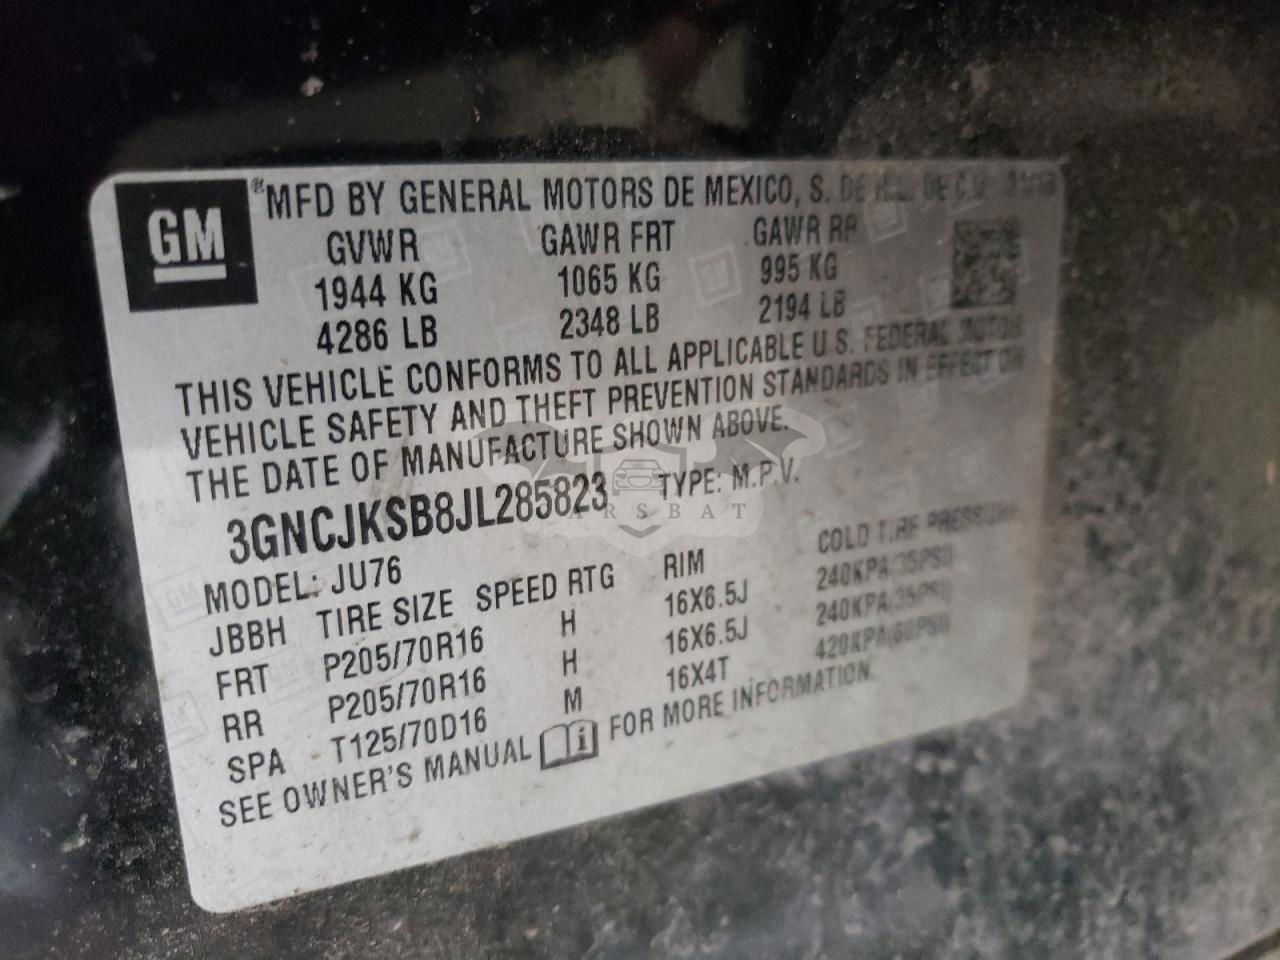 GM
®MFD BY GENERAL MOTORS DE MEXICO, S. DE R.L. DE C.V.
GVWR GAWR FRT GAWR RR
1944 KG 1065 KG 995 KG
4286 LB 2348 LB 2194 LB
THIS VEHICLE CONFORMS TO ALL APPLICABLE U.S. FEDERAL MOTOR
VEHICLE SAFETY AND THEFT PREVENTION STANDARDS IN EFFECT ON
THE DATE OF MANUFACTURE SHOWN ABOVE.
3GNCJKSB8JL285823 TYPE: M.P.V.
MODEL: JU76
JBBH TIRE SIZE SPEED RTG RIM COLD TIRE PRESSURE
FRT P205/70R16 H 16X6.5J 240KPA(35PSI)
RR P205/70R16 H 16X6.5J 240KPA(35PSI)
SPA T125/70D16 M 16X4T 420KPA(60PSI)
SEE OWNER'S MANUAL FOR MORE INFORMATION.
ARSBAT